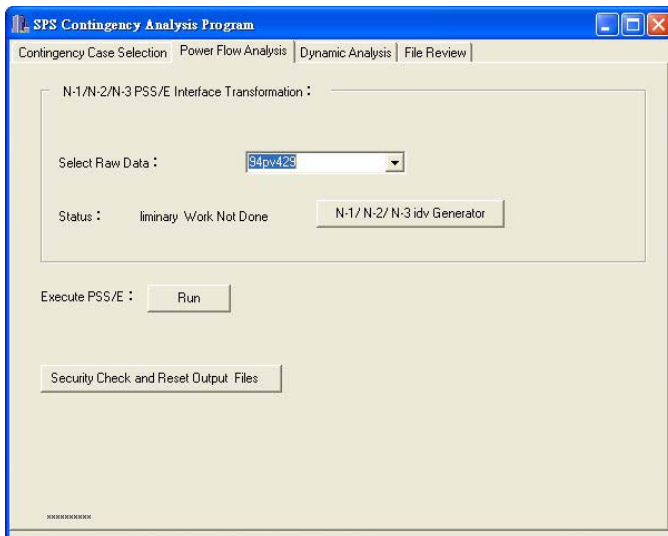 SPS Contingency Analysis Program
Contingency Case Selection Power Flow Analysis Dynamic Analysis File Review
N-1/N-2/N-3 PSS/E Interface Transformation：
Select Raw Data： 94pv429
Status： liminary Work Not Done N-1/ N-2/ N-3 idv Generator
Execute PSS/E： Run
Security Check and Reset Output Files
**********